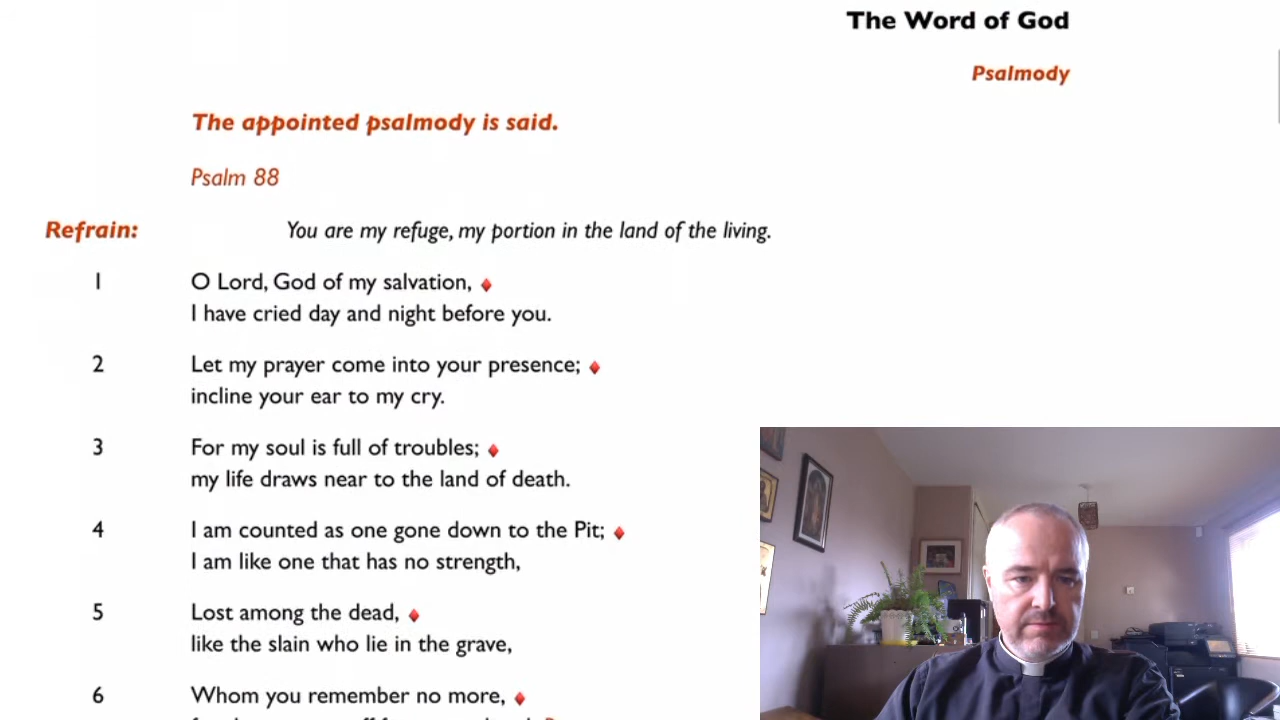 The Word of God
Psalmody
The appointed psalmody is said.
Psalm 88
Refrain: You are my refuge, my portion in the land of the living.
1 O Lord, God of my salvation, ♦
I have cried day and night before you.
2 Let my prayer come into your presence; ♦
incline your ear to my cry.
3 For my soul is full of troubles; ♦
my life draws near to the land of death.
4 I am counted as one gone down to the Pit; ♦
I am like one that has no strength,
5 Lost among the dead, ♦
like the slain who lie in the grave,
6 Whom you remember no more, ♦